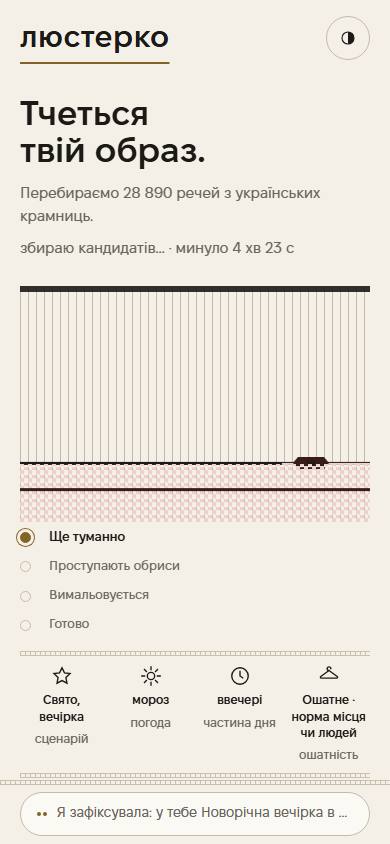 люстерко
Тчеться
твій образ.
Перебираємо 28 890 речей з українських
крамниць.
збираю кандидатів... · минуло 4 хв 23 с
Ще туманно
Проступають обриси
Вимальовується
Готово
Свято,
вечірка
сценарій
мороз
погода
ввечері
частина дня
Ошатне ·
норма місця
чи людей
ошатність
Я зафіксувала: у тебе Новорічна вечірка в ...